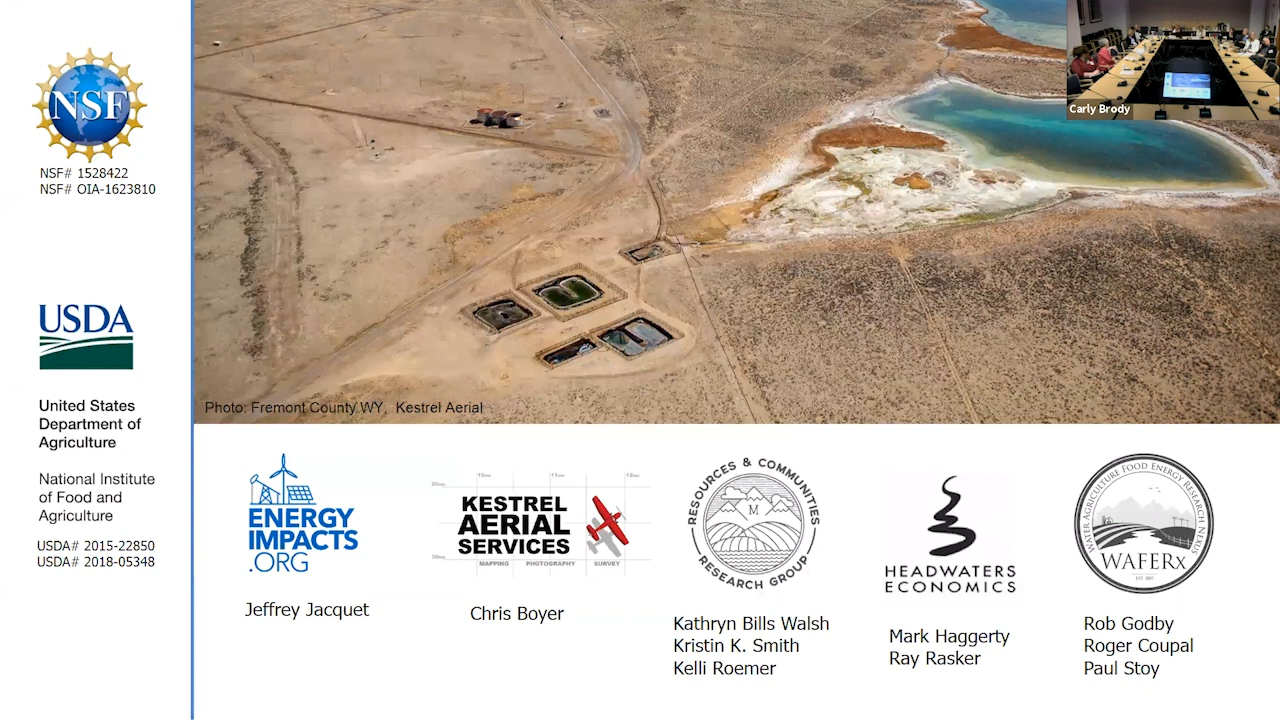 NSF
NSF# 1528422
NSF# OIA-1623810
USDA
United States
Department of
Agriculture
National Institute
of Food and
Agriculture
USDA# 2015-22850
USDA# 2018-05348
Carly Brody
Photo: Fremont County WY, Kestrel Aerial
ENERGY
IMPACTS
.ORG
Jeffrey Jacquet
KESTREL
AERIAL
SERVICES
MAPPING PHOTOGRAPHY SURVEY
Chris Boyer
RESOURCES & COMMUNITIES
M
RESEARCH GROUP
Kathryn Bills Walsh
Kristin K. Smith
Kelli Roemer
HEADWATERS
ECONOMICS
Mark Haggerty
Ray Rasker
WATER AGRICULTURE FOOD ENERGY RESEARCH NEXUS
WAFERx
Rob Godby
Roger Coupal
Paul Stoy